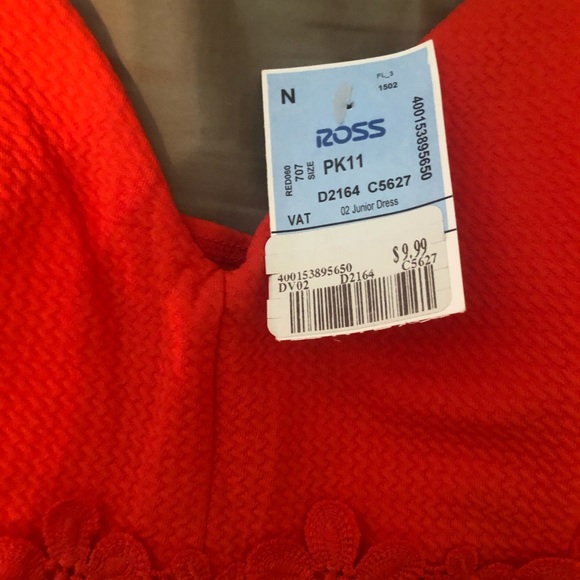 N
FL_3
1502
ROSS
400153895650
RED060
707
SIZE
PK11
D2164 C5627
VAT
02 Junior Dress
$9.99
400153895650
DV02 D2164 C5627